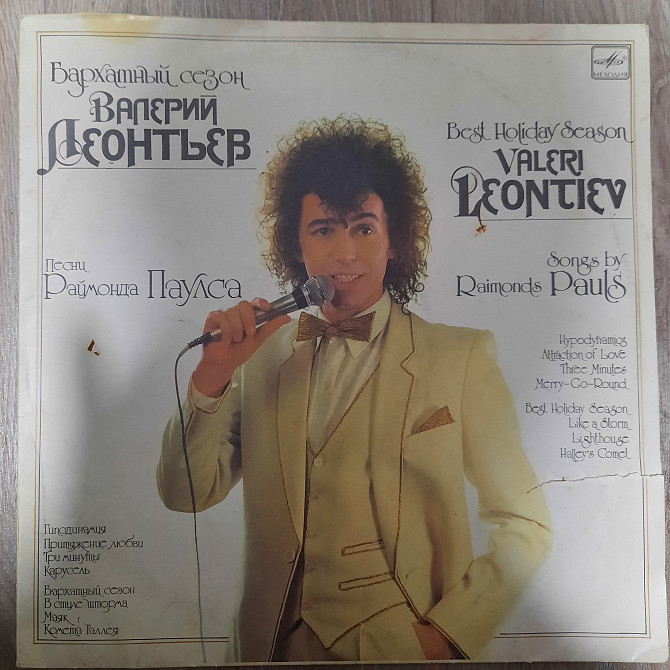 Бархатный сезон
Валерий
Леонтьев
МЕЛОДИЯ
Best Holiday Season
Valeri
Leontiev
Песни
Раймонда Паулса
Songs by
Raimonds Pauls
Hypodynamics
Attraction of Love
Three Minutes
Merry-Go-Round
Best Holiday Season
Like a Storm
Lighthouse
Halley's Comet
Гиподинамия
Притяжение любви
Три минуты
Карусель
Бархатный сезон
В стиле шторма
Маяк
Комета Галлея